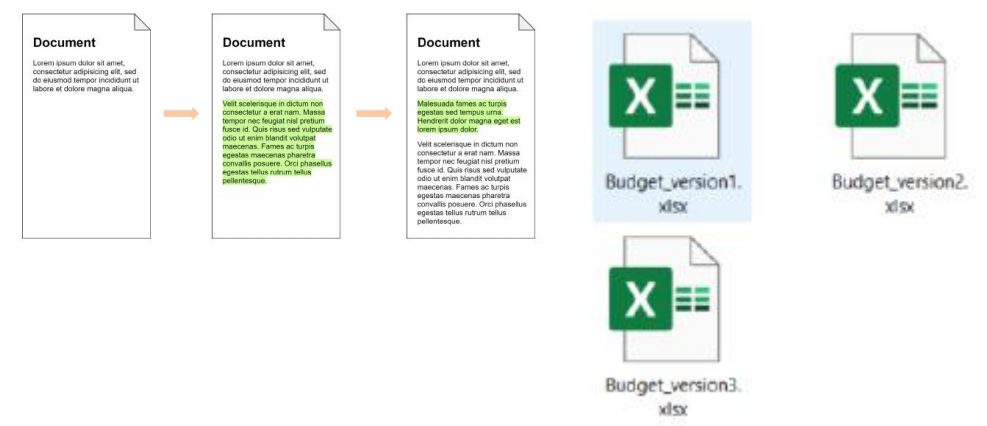 Document
Lorem ipsum dolor sit amet,
consectetur adipisicing elit, sed
do eiusmod tempor incididunt ut
labore et dolore magna aliqua.
Document
Lorem ipsum dolor sit amet,
consectetur adipisicing elit, sed
do eiusmod tempor incididunt ut
labore et dolore magna aliqua.
Velit scelerisque in dictum non
consectetur a erat nam. Massa
tempor nec feugiat nisl pretium
fusce id. Quis risus sed vulputate
odio ut enim blandit volutpat
maecenas. Fames ac turpis
egestas maecenas pharetra
convallis posuere. Orci phasellus
egestas tellus rutrum tellus
pellentesque.
Document
Lorem ipsum dolor sit amet,
consectetur adipisicing elit, sed
do eiusmod tempor incididunt ut
labore et dolore magna aliqua.
Malesuada fames ac turpis
egestas sed tempus urna.
Hendrerit dolor magna eget est
lorem ipsum dolor.
Velit scelerisque in dictum non
consectetur a erat nam. Massa
tempor nec feugiat nisl pretium
fusce id. Quis risus sed vulputate
odio ut enim blandit volutpat
maecenas. Fames ac turpis
egestas maecenas pharetra
convallis posuere. Orci phasellus
egestas tellus rutrum tellus
pellentesque.
X
Budget_version1.
xlsx
X
Budget_version2.
xlsx
X
Budget_version3.
xlsx